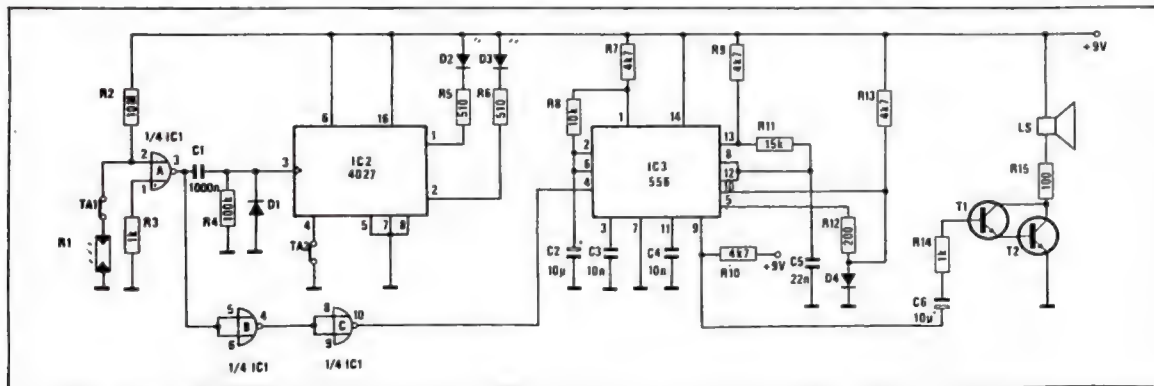 +9V
R2
10M
1/4 IC1
2
3
A
1
C1
1000n
TA1
R3
1k
R1
R4
100k
D1
3
6
16
IC2
4027
1
2
4
5
7
8
TA2
D2
D3
R5
510
R6
510
5
4
B
6
1/4 IC1
8
10
C
9
1/4 IC1
R7
4k7
R8
10k
1
14
2
6
4
IC3
556
13
8
12
10
5
3
7
11
9
C2
10µ
C3
10n
C4
10n
R9
4k7
R11
15k
R10
4k7
+9V
C5
22n
R12
200
D4
R13
4k7
LS
R15
100
T1
T2
R14
1k
C6
10µ